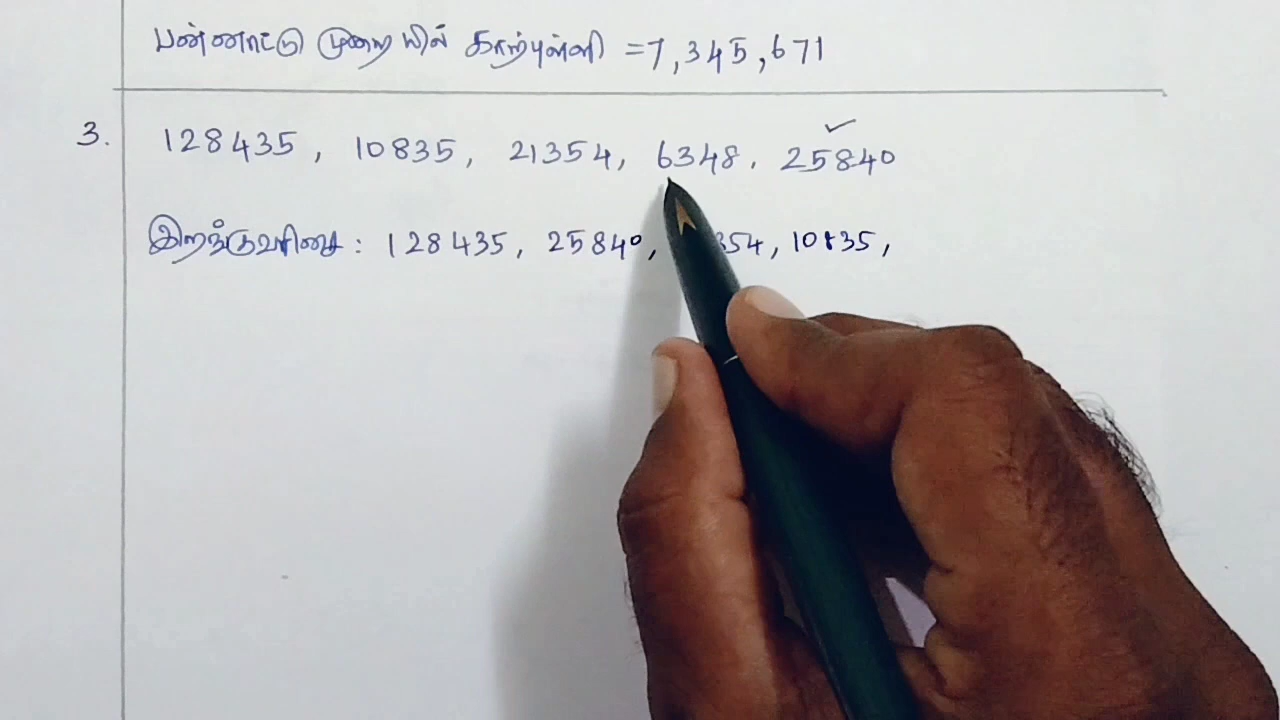 பன்னாட்டு முறையில் காற்புள்ளி = 7,345,671
3. 128435, 10835, 21354, 6348, 25840
இறங்குவரிசை : 128435, 25840, 354, 10835,